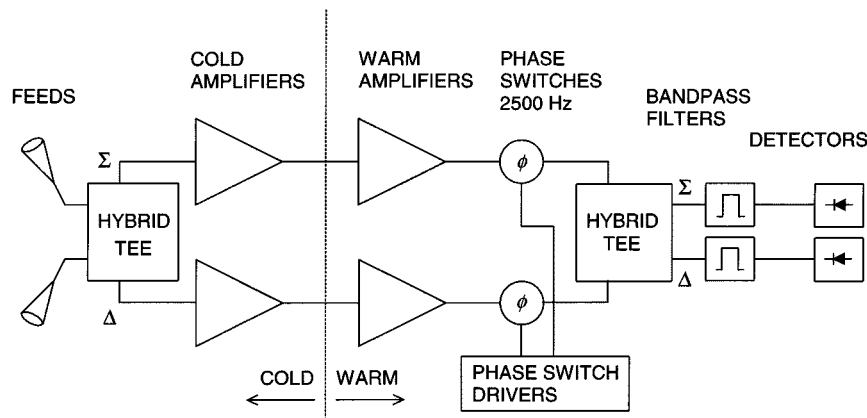 FEEDS
COLD
AMPLIFIERS
WARM
AMPLIFIERS
PHASE
SWITCHES
2500 Hz
BANDPASS
FILTERS
DETECTORS
Σ
HYBRID
TEE
Δ
ϕ
ϕ
HYBRID
TEE
Σ
Δ
COLD
WARM
PHASE SWITCH
DRIVERS